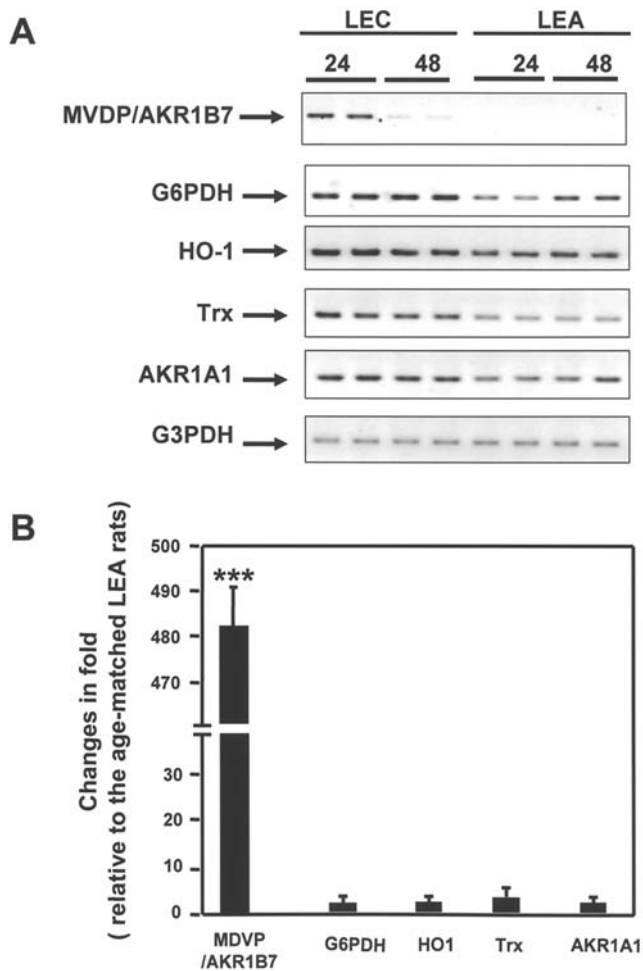 A
LEC LEA
24 48 24 48
MVDP/AKR1B7
G6PDH
HO-1
Trx
AKR1A1
G3PDH
B
Changes in fold
( relative to the age-matched LEA rats)
500
490
480
470
30
20
10
0
***
MDVP
/AKR1B7
G6PDH HO1 Trx AKR1A1